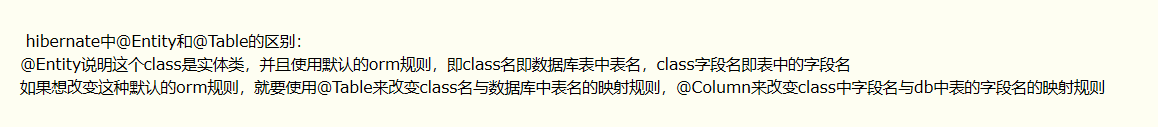 hibernate中@Entity和@Table的区别：
@Entity说明这个class是实体类，并且使用默认的orm规则，即class名即数据库表中表名，class字段名即表中的字段名
如果想改变这种默认的orm规则，就要使用@Table来改变class名与数据库中表名的映射规则，@Column来改变class中字段名与db中表的字段名的映射规则